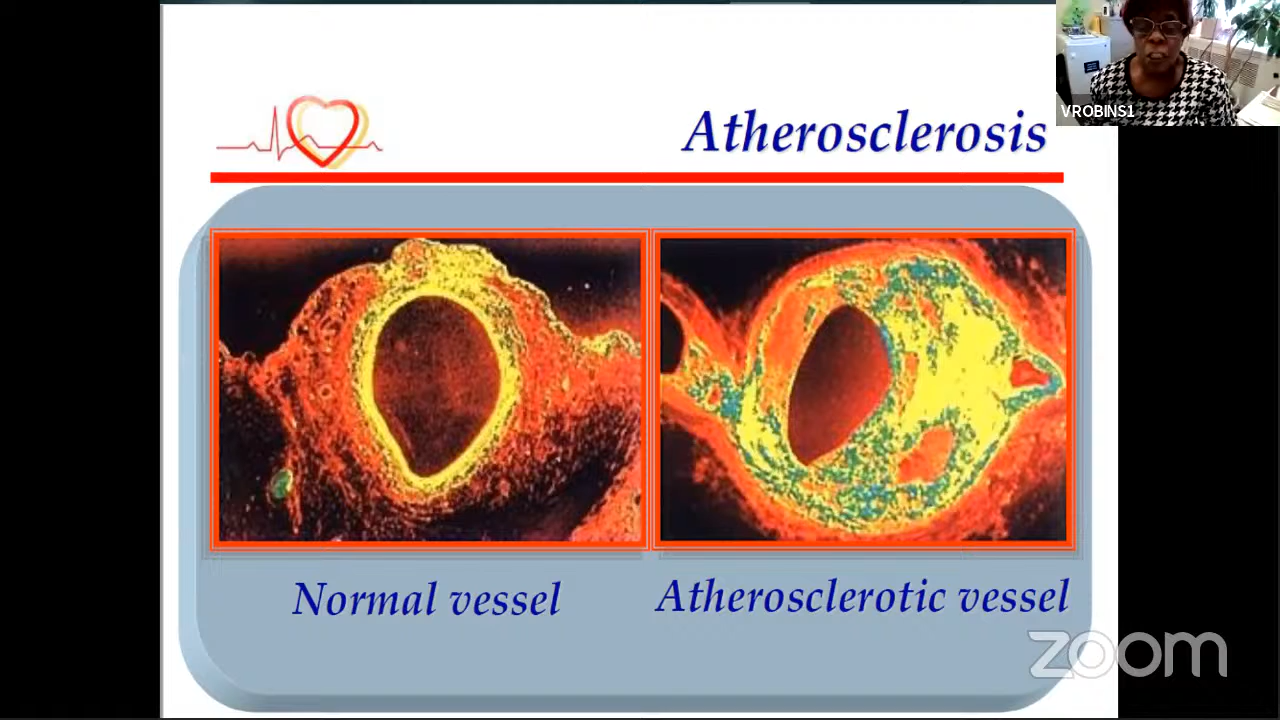 Atherosclerosis
VROBINS1
Normal vessel
Atherosclerotic vessel
zoom